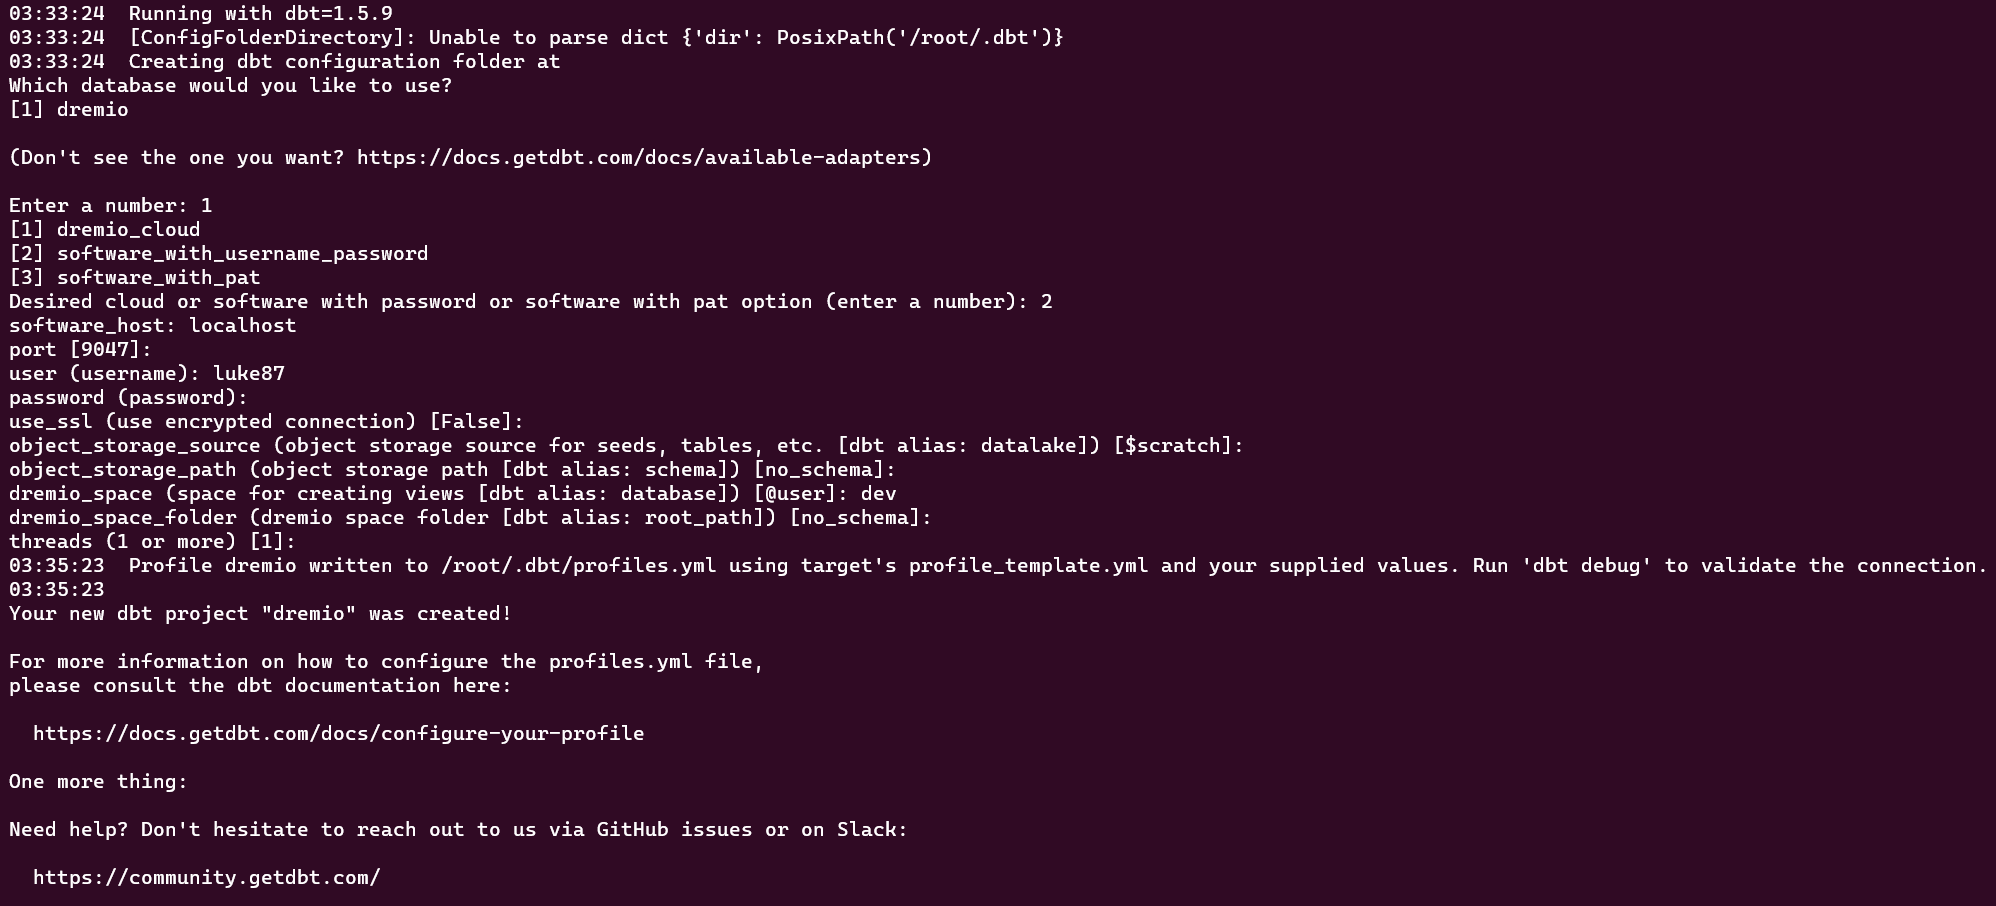 03:33:24  Running with dbt=1.5.9
03:33:24  [ConfigFolderDirectory]: Unable to parse dict {'dir': PosixPath('/root/.dbt')}
03:33:24  Creating dbt configuration folder at
Which database would you like to use?
[1] dremio

(Don't see the one you want? https://docs.getdbt.com/docs/available-adapters)

Enter a number: 1
[1] dremio_cloud
[2] software_with_username_password
[3] software_with_pat
Desired cloud or software with password or software with pat option (enter a number): 2
software_host: localhost
port [9047]:
user (username): luke87
password (password):
use_ssl (use encrypted connection) [False]:
object_storage_source (object storage source for seeds, tables, etc. [dbt alias: datalake]) [$scratch]:
object_storage_path (object storage path [dbt alias: schema]) [no_schema]:
dremio_space (space for creating views [dbt alias: database]) [@user]: dev
dremio_space_folder (dremio space folder [dbt alias: root_path]) [no_schema]:
threads (1 or more) [1]:
03:35:23  Profile dremio written to /root/.dbt/profiles.yml using target's profile_template.yml and your supplied values. Run 'dbt debug' to validate the connection.
03:35:23
Your new dbt project "dremio" was created!

For more information on how to configure the profiles.yml file,
please consult the dbt documentation here:

  https://docs.getdbt.com/docs/configure-your-profile

One more thing:

Need help? Don't hesitate to reach out to us via GitHub issues or on Slack:

  https://community.getdbt.com/